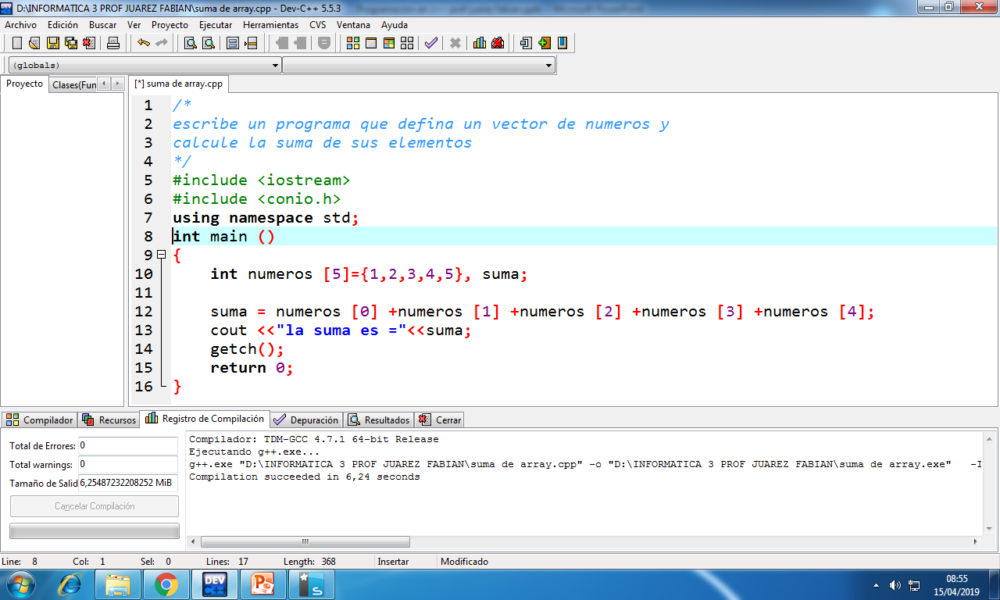 D:\INFORMATICA 3 PROF JUAREZ FABIAN\suma de array.cpp - Dev-C++ 5.5.3
Archivo Edición Buscar Ver Proyecto Ejecutar Herramientas CVS Ventana Ayuda
(globals)
Proyecto Clases(Fun [*] suma de array.cpp
1 /*
2 escribe un programa que defina un vector de numeros y
3 calcule la suma de sus elementos
4 */
5 #include <iostream>
6 #include <conio.h>
7 using namespace std;
8 int main ()
9 {
10 int numeros [5]={1,2,3,4,5}, suma;
11
12 suma = numeros [0] +numeros [1] +numeros [2] +numeros [3] +numeros [4];
13 cout <<"la suma es ="<<suma;
14 getch();
15 return 0;
16 }
Compilador Recursos Registro de Compilación Depuración Resultados Cerrar
Total de Errores: 0
Total warnings: 0
Tamaño de Salid 6,25487232208252 MiB
Cancelar Compilación
Compilador: TDM-GCC 4.7.1 64-bit Release
Ejecutando g++.exe...
g++.exe "D:\INFORMATICA 3 PROF JUAREZ FABIAN\suma de array.cpp" -o "D:\INFORMATICA 3 PROF JUAREZ FABIAN\suma de array.exe" -I
Compilation succeeded in 6,24 seconds
Line: 8 Col: 1 Sel: 0 Lines: 17 Length: 368 Insertar Modificado
DEV C++
S
08:55
15/04/2019